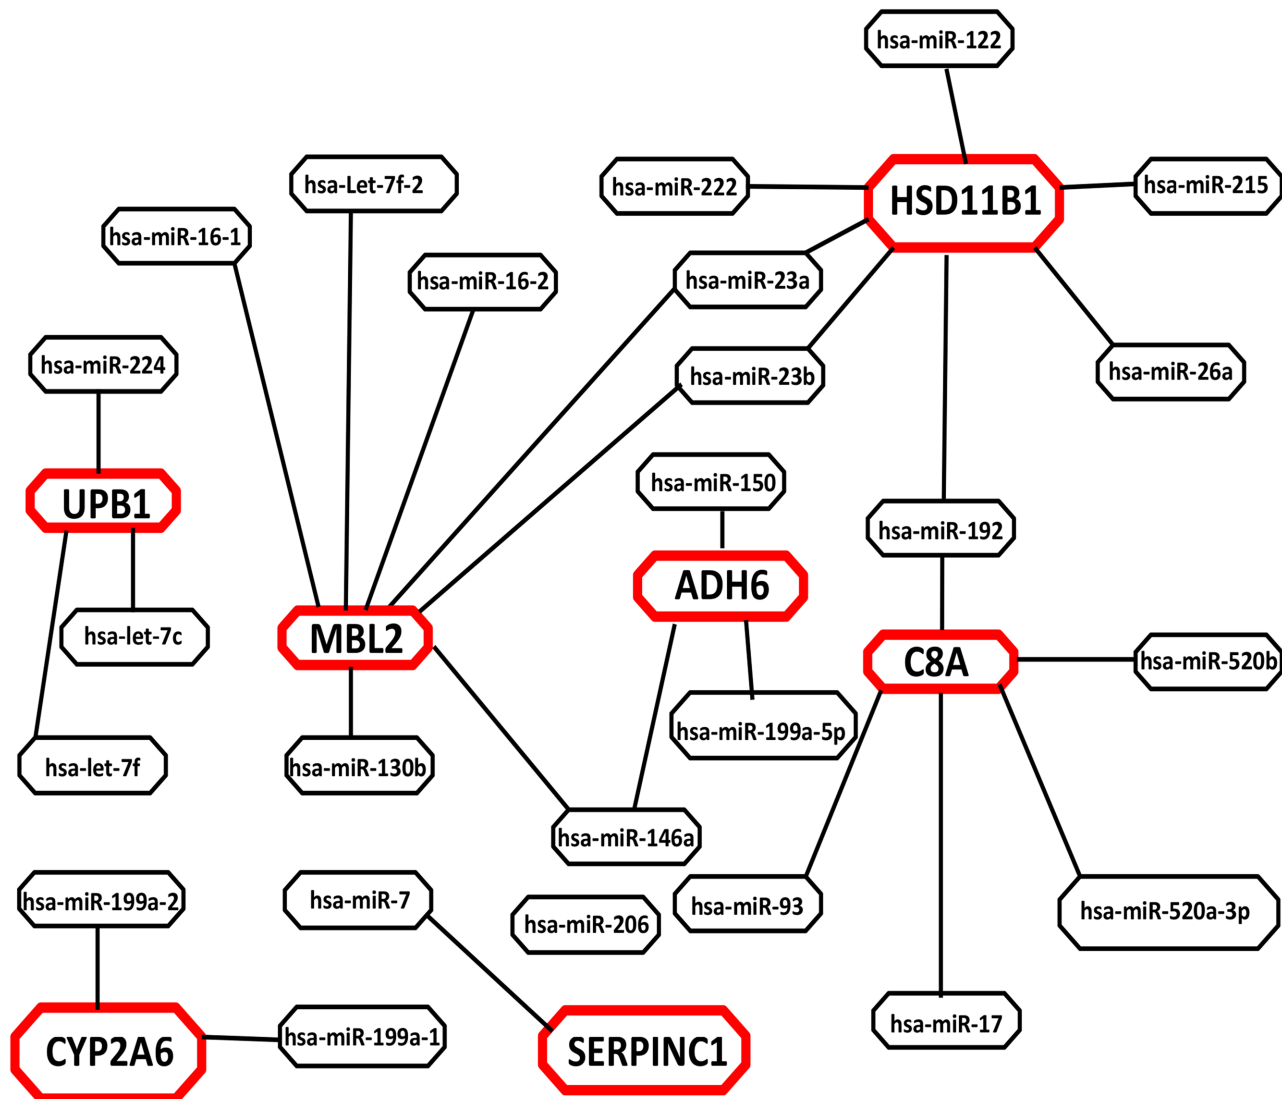 hsa-miR-122
hsa-Let-7f-2
hsa-miR-222
HSD11B1
hsa-miR-215
hsa-miR-16-1
hsa-miR-16-2
hsa-miR-23a
hsa-miR-224
hsa-miR-23b
hsa-miR-26a
UPB1
hsa-miR-150
hsa-miR-192
ADH6
hsa-let-7c
MBL2
C8A
hsa-miR-520b
hsa-let-7f
hsa-miR-130b
hsa-miR-199a-5p
hsa-miR-146a
hsa-miR-199a-2
hsa-miR-7
hsa-miR-206
hsa-miR-93
hsa-miR-520a-3p
CYP2A6
hsa-miR-199a-1
SERPINC1
hsa-miR-17